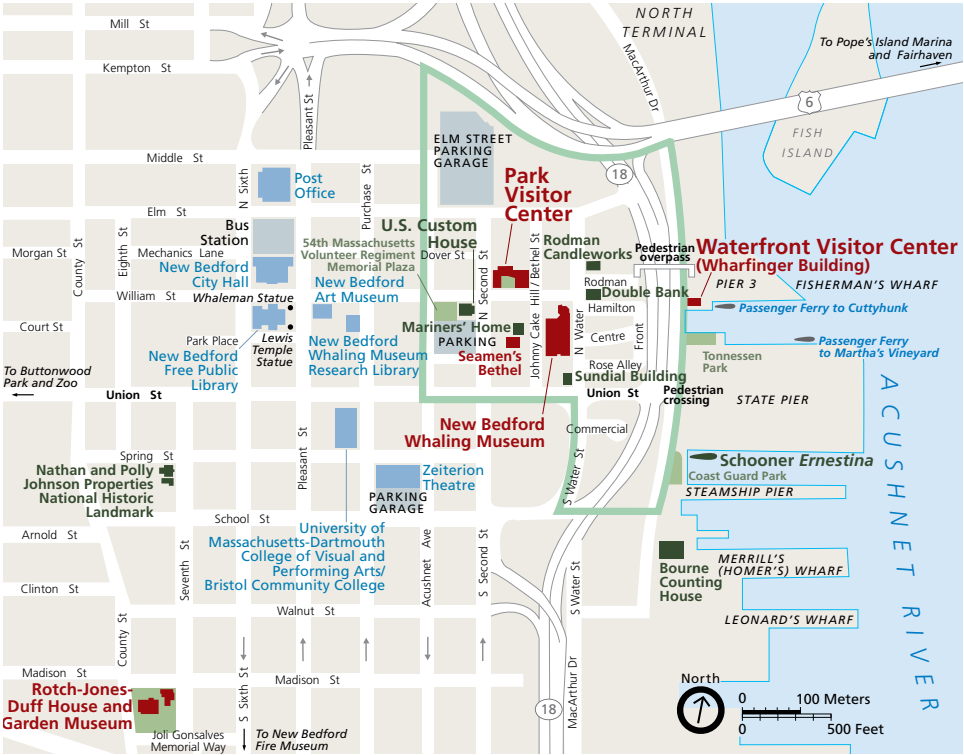 Mill St
NORTH
TERMINAL
MacArthur Dr
To Pope's Island Marina
and Fairhaven
Kempton St
6
Pleasant St
FISH
ISLAND
ELM STREET
PARKING
GARAGE
Middle St
18
N Sixth
Post
Office
Purchase St
Park
Visitor
Center
Elm St
Bus
Station
U.S. Custom
House
County St
Eighth St
Morgan St
Mechanics Lane
54th Massachusetts
Volunteer Regiment
Memorial Plaza
Dover St
N Second St
Johnny Cake Hill / Bethel St
Rodman
Candleworks
Pedestrian
overpass
Waterfront Visitor Center
(Wharfinger Building)
New Bedford
City Hall
New Bedford
Art Museum
Rodman
Double Bank
PIER 3
FISHERMAN'S WHARF
William St
Whaleman Statue
Hamilton
Passenger Ferry to Cuttyhunk
Court St
Mariners' Home
N Water
Front
Centre
Park Place
Lewis
Temple
Statue
New Bedford
Whaling Museum
Research Library
PARKING
Seamen's
Bethel
Passenger Ferry
to Martha's Vineyard
New Bedford
Free Public
Library
Rose Alley
Tonnessen
Park
To Buttonwood
Park and Zoo
Sundial Building
Union St
Union St
Pedestrian
crossing
STATE PIER
ACUSHNET RIVER
New Bedford
Whaling Museum
Commercial
Spring St
Pleasant St
S Water St
Schooner Ernestina
Nathan and Polly
Johnson Properties
National Historic
Landmark
Zeiterion
Theatre
Coast Guard Park
PARKING
GARAGE
STEAMSHIP PIER
School St
Arnold St
University of
Massachusetts-Dartmouth
College of Visual and
Performing Arts/
Bristol Community College
Seventh St
Acushnet Ave
S Second St
S Water St
Bourne
Counting
House
MERRILL'S
(HOMER'S) WHARF
Clinton St
Walnut St
LEONARD'S WHARF
County St
Madison St
Madison St
S Sixth St
MacArthur Dr
North
Rotch-Jones-
Duff House and
Garden Museum
18
0 100 Meters
0 500 Feet
Joli Gonsalves
Memorial Way
To New Bedford
Fire Museum